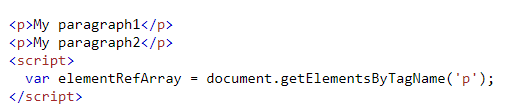 <p>My paragraph1</p>
<p>My paragraph2</p>
<script>
  var elementRefArray = document.getElementsByTagName('p');
</script>